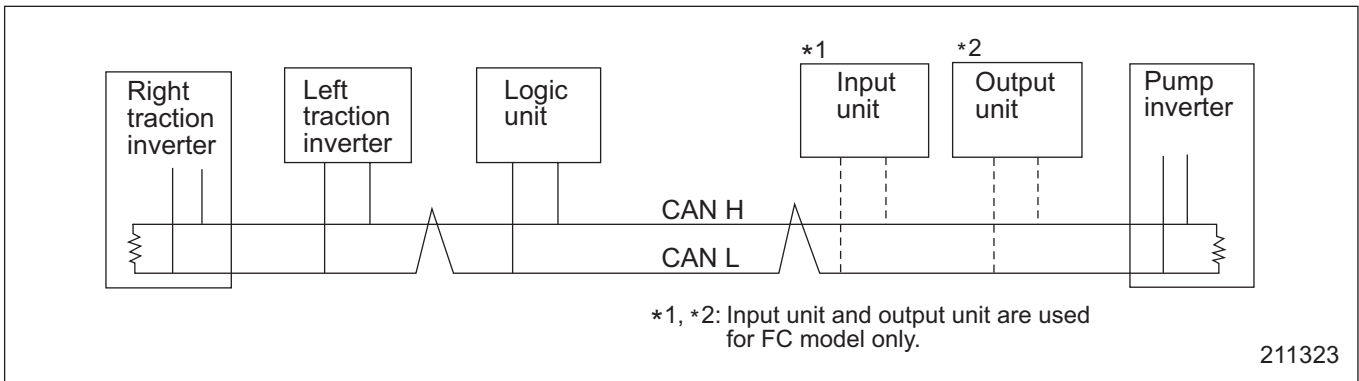 *1
*2
Right
traction
inverter
Left
traction
inverter
Logic
unit
Input
unit
Output
unit
Pump
inverter
CAN H
CAN L
*1, *2: Input unit and output unit are used
for FC model only.
211323